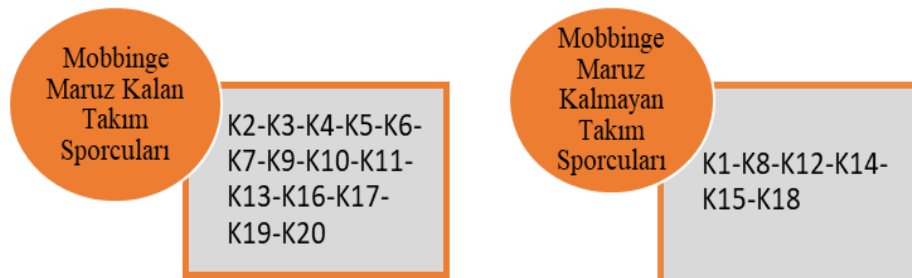 Mobbinge
Maruz Kalan
Takım
Sporcuları
K2-K3-K4-K5-K6-
K7-K9-K10-K11-
K13-K16-K17-
K19-K20
Mobbinge
Maruz
Kalmayan
Takım
Sporcuları
K1-K8-K12-K14-
K15-K18